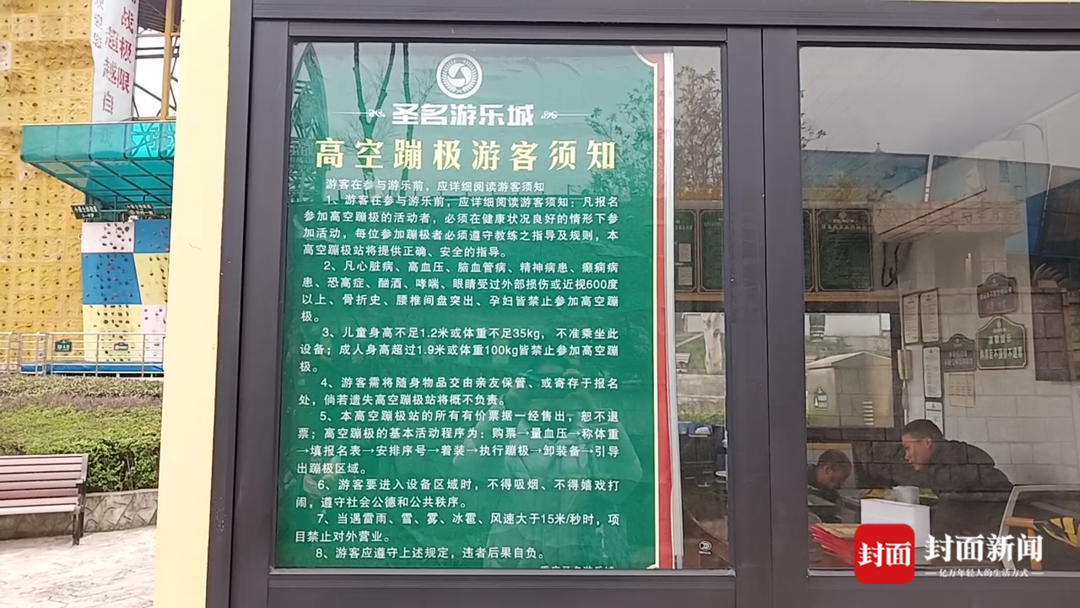 战极限
超越自
圣名游乐城
高空蹦极游客须知
游客在参与游乐前，应详细阅读游客须知
1、游客在参与游乐前，应详细阅读游客须知；凡报名
参加高空蹦极的活动者，必须在健康状况良好的情形下参
加活动，每位参加蹦极者必须遵守教练之指导及规则，本
高空蹦极站将提供正确、安全的指导。
2、凡心脏病、高血压、脑血管病、精神病患、癫痫病
患、恐高症、酗酒、哮喘、眼睛受过外部损伤或近视600度
以上、骨折史、腰椎间盘突出、孕妇皆禁止参加高空蹦
极。
3、儿童身高不足1.2米或体重不足35kg，不准乘坐此
设备；成人身高超过1.9米或体重100kg皆禁止参加高空蹦
极。
4、游客需将随身物品交由亲友保管、或寄存于报名
处，倘若遗失高空蹦极站将概不负责。
5、本高空蹦极站的所有有价票据一经售出，恕不退
票；高空蹦极的基本活动程序为：购票→量血压→称体重
→填报名表→安排序号→着装→执行蹦极→卸装备→引导
出蹦极区域。
6、游客要进入设备区域时，不得吸烟、不得嬉戏打
闹，遵守社会公德和公共秩序。
7、当遇雷雨、雪、雾、冰雹、风速大于15米/秒时，项
目禁止对外营业。
8、游客应遵守上述规定，违者后果自负。
封面
封面新闻
亿万年轻人的生活方式